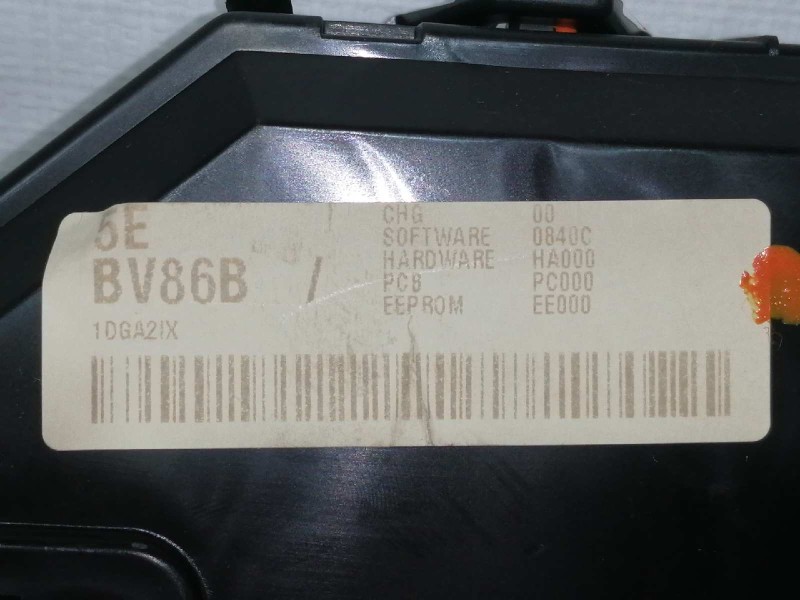 5E
BV86B /
1DGA2IX
CHG 00
SOFTWARE 0840C
HARDWARE HA000
PCB PC000
EEPROM EE000